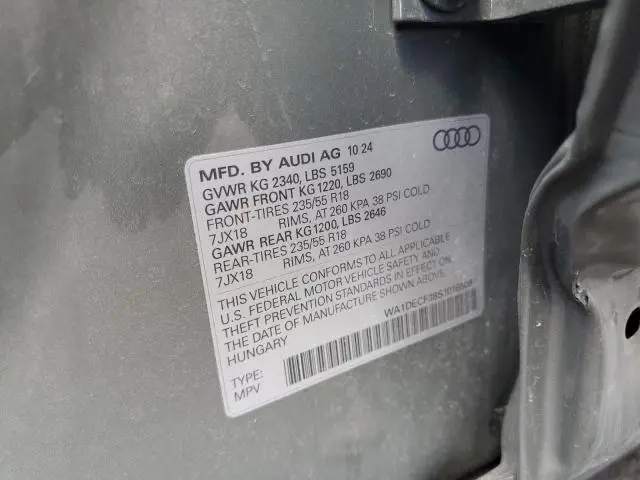 MFD. BY AUDI AG 10 24
GVWR KG 2340, LBS 5159
GAWR FRONT KG 1220, LBS 2690
FRONT-TIRES 235/55 R18
7JX18 RIMS, AT 260 KPA 38 PSI COLD
GAWR REAR KG1200, LBS 2646
REAR-TIRES 235/55 R18
7JX18 RIMS, AT 260 KPA 38 PSI COLD
THIS VEHICLE CONFORMS TO ALL APPLICABLE
U.S. FEDERAL MOTOR VEHICLE SAFETY AND
THEFT PREVENTION STANDARDS IN EFFECT ON
THE DATE OF MANUFACTURE SHOWN ABOVE.
HUNGARY
TYPE:
MPV